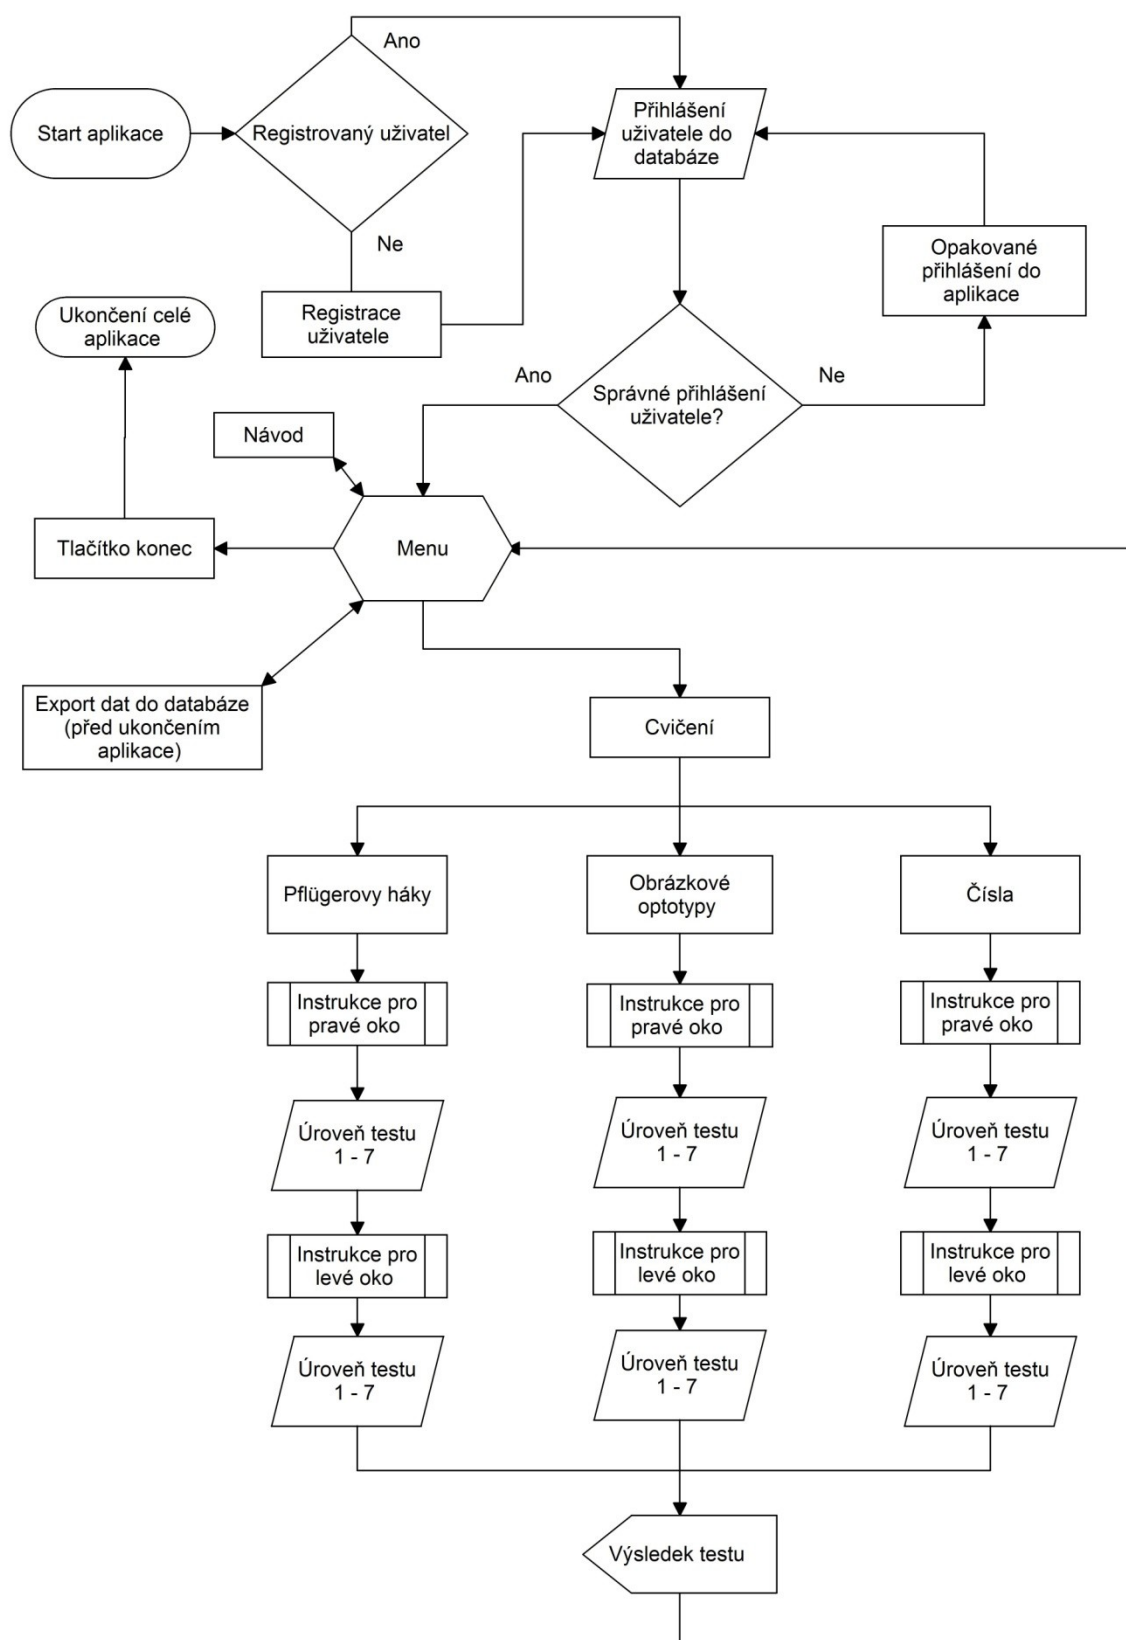 Ano
Start aplikace
Registrovaný uživatel
Přihlášení
uživatele do
databáze
Ne
Opakované
přihlášení do
aplikace
Registrace
uživatele
Ukončení celé
aplikace
Ano
Správné přihlášení
uživatele?
Ne
Návod
Tlačítko konec
Menu
Export dat do databáze
(před ukončením
aplikace)
Cvičení
Pflügerovy háky
Obrázkové
optotypy
Čísla
Instrukce pro
pravé oko
Instrukce pro
pravé oko
Instrukce pro
pravé oko
Úroveň testu
1 - 7
Úroveň testu
1 - 7
Úroveň testu
1 - 7
Instrukce pro
levé oko
Instrukce pro
levé oko
Instrukce pro
levé oko
Úroveň testu
1 - 7
Úroveň testu
1 - 7
Úroveň testu
1 - 7
Výsledek testu